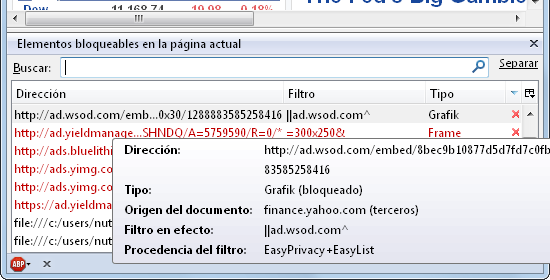 Dow 11,168.74 19.98 0.18%
The Fed's Big Gamble
Elementos bloqueables en la página actual
Buscar:
Separar
Dirección Filtro Tipo
http://ad.wsod.com/emb...0x30/1288883585258416 ||ad.wsod.com^ Grafik
http://ad.yieldmanage...SHNDQ/A=5759590/R=0/* =300x250& Frame
http://ads.bluelithi
http://ads.yimg.co
http://ads.yimg.co
https://ad.yieldma
file:///c:/users/nut
file:///c:/users/nut
Dirección: http://ad.wsod.com/embed/8bec9b10877d5d7fd7c0fb
83585258416
Tipo: Grafik (bloqueado)
Origen del documento: finance.yahoo.com (terceros)
Filtro en efecto: ||ad.wsod.com^
Procedencia del filtro: EasyPrivacy+EasyList
ABP